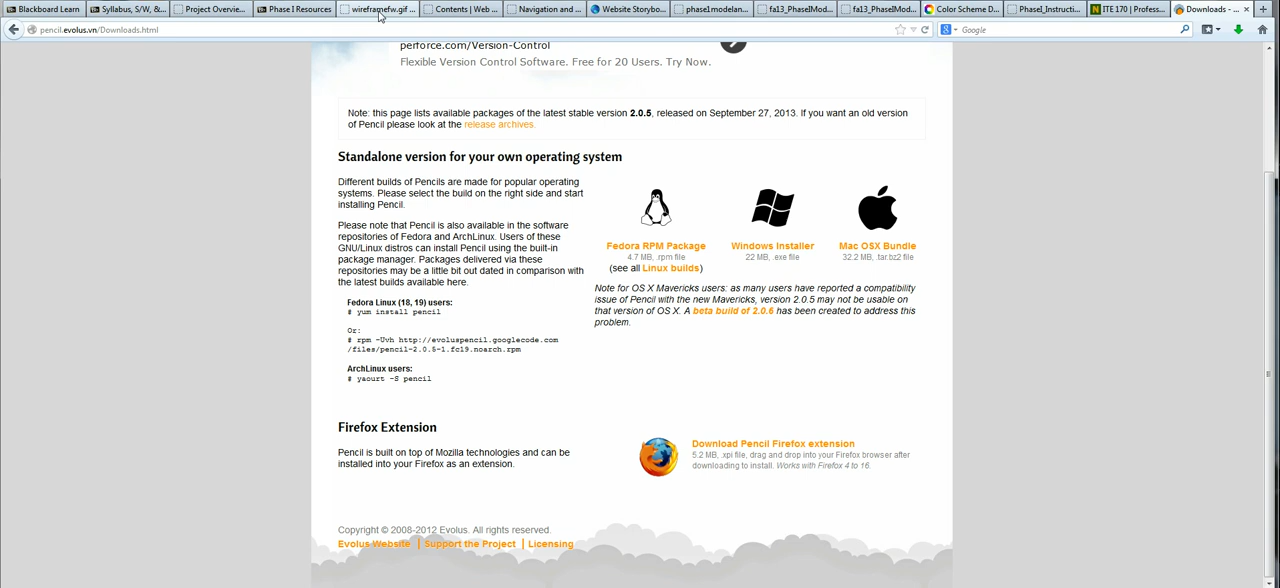 Blackboard Learn
Syllabus, S/W, &...
Project Overvie...
Phase I Resources
wireframefw.gif ...
Contents | Web ...
Navigation and ...
Website Storybo...
phase1modelan...
fa13_PhaseIMod...
fa13_PhaseIMod...
Color Scheme D...
PhaseI_Instructi...
ITE 170 | Profess...
Downloads - ...
pencil.evolus.vn/Downloads.html
Google
perforce.com/Version-Control
Flexible Version Control Software. Free for 20 Users. Try Now.
Note: this page lists available packages of the latest stable version 2.0.5, released on September 27, 2013. If you want an old version
of Pencil please look at the release archives.
Standalone version for your own operating system
Different builds of Pencils are made for popular operating
systems. Please select the build on the right side and start
installing Pencil.
Please note that Pencil is also available in the software
repositories of Fedora and ArchLinux. Users of these
GNU/Linux distros can install Pencil using the built-in
package manager. Packages delivered via these
repositories may be a little bit out dated in comparison with
the latest builds available here.
Fedora Linux (18, 19) users:
# yum install pencil
Or:
# rpm -Uvh http://evoluspencil.googlecode.com
/files/pencil-2.0.5-1.fc19.noarch.rpm
ArchLinux users:
# yaourt -S pencil
Fedora RPM Package
4.7 MB, .rpm file
(see all Linux builds)
Windows Installer
22 MB, .exe file
Mac OSX Bundle
32.2 MB, .tar.bz2 file
Note for OS X Mavericks users: as many users have reported a compatibility
issue of Pencil with the new Mavericks, version 2.0.5 may not be usable on
that version of OS X. A beta build of 2.0.6 has been created to address this
problem.
Firefox Extension
Pencil is built on top of Mozilla technologies and can be
installed into your Firefox as an extension.
Download Pencil Firefox extension
5.2 MB, .xpi file, drag and drop into your Firefox browser after
downloading to install. Works with Firefox 4 to 16.
Copyright © 2008-2012 Evolus. All rights reserved.
Evolus Website | Support the Project | Licensing